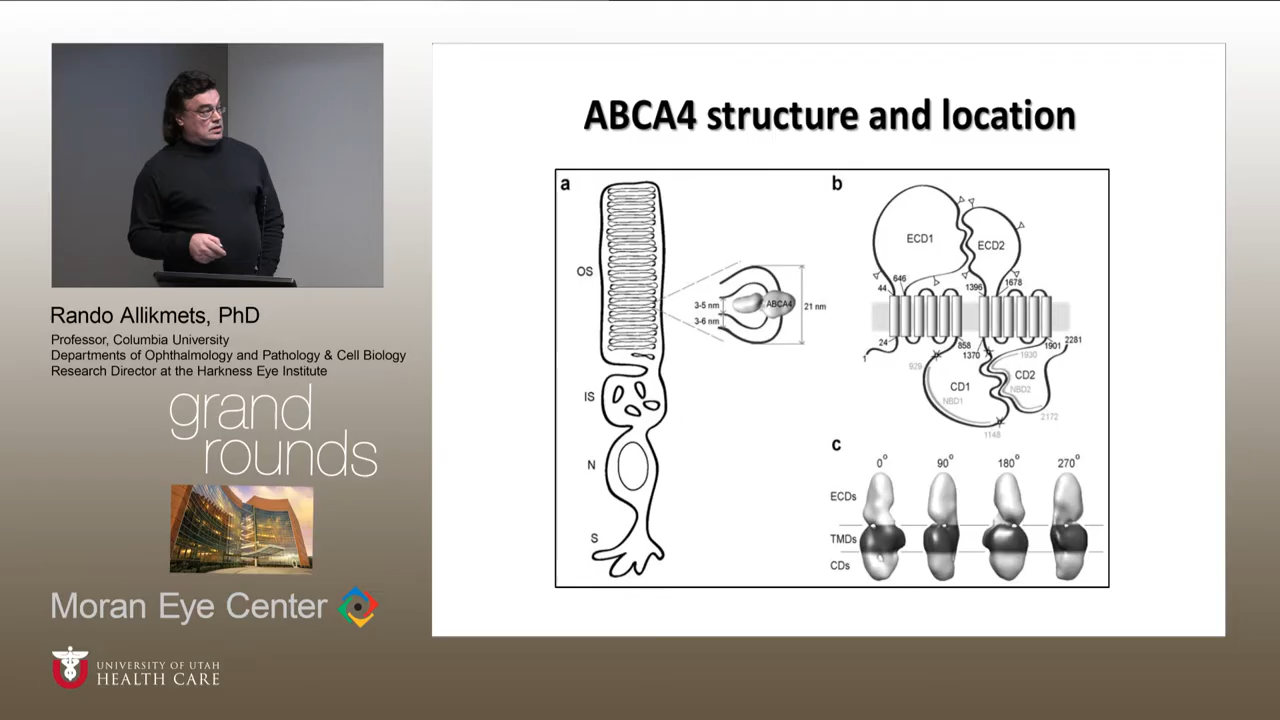 Rando Allikmets, PhD
Professor, Columbia University
Departments of Ophthalmology and Pathology & Cell Biology
Research Director at the Harkness Eye Institute
grand
rounds
Moran Eye Center
UNIVERSITY OF UTAH
HEALTH CARE
ABCA4 structure and location
a
OS
3-5 nm
3-6 nm
ABCA4
21 nm
IS
N
S
b
ECD1
ECD2
646
44
1396
1678
24
1
858
1370
1901
2281
929
1930
CD1
NBD1
CD2
NBD2
2172
1148
c
0°
90°
180°
270°
ECDs
TMDs
CDs